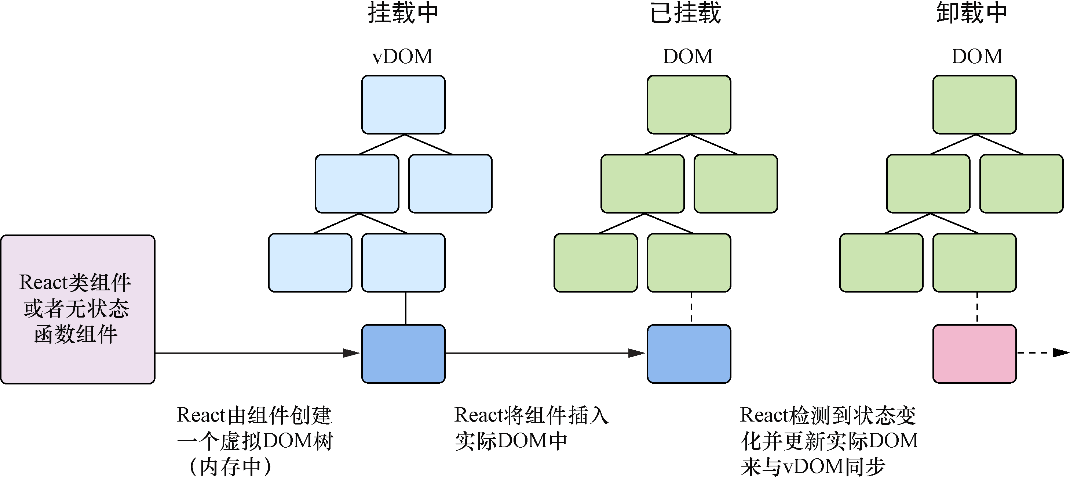 挂载中
已挂载
卸载中
vDOM
DOM
DOM
React类组件
或者无状态
函数组件
React由组件创建
一个虚拟DOM树
（内存中）
React将组件插入
实际DOM中
React检测到状态变
化并更新实际DOM
来与vDOM同步